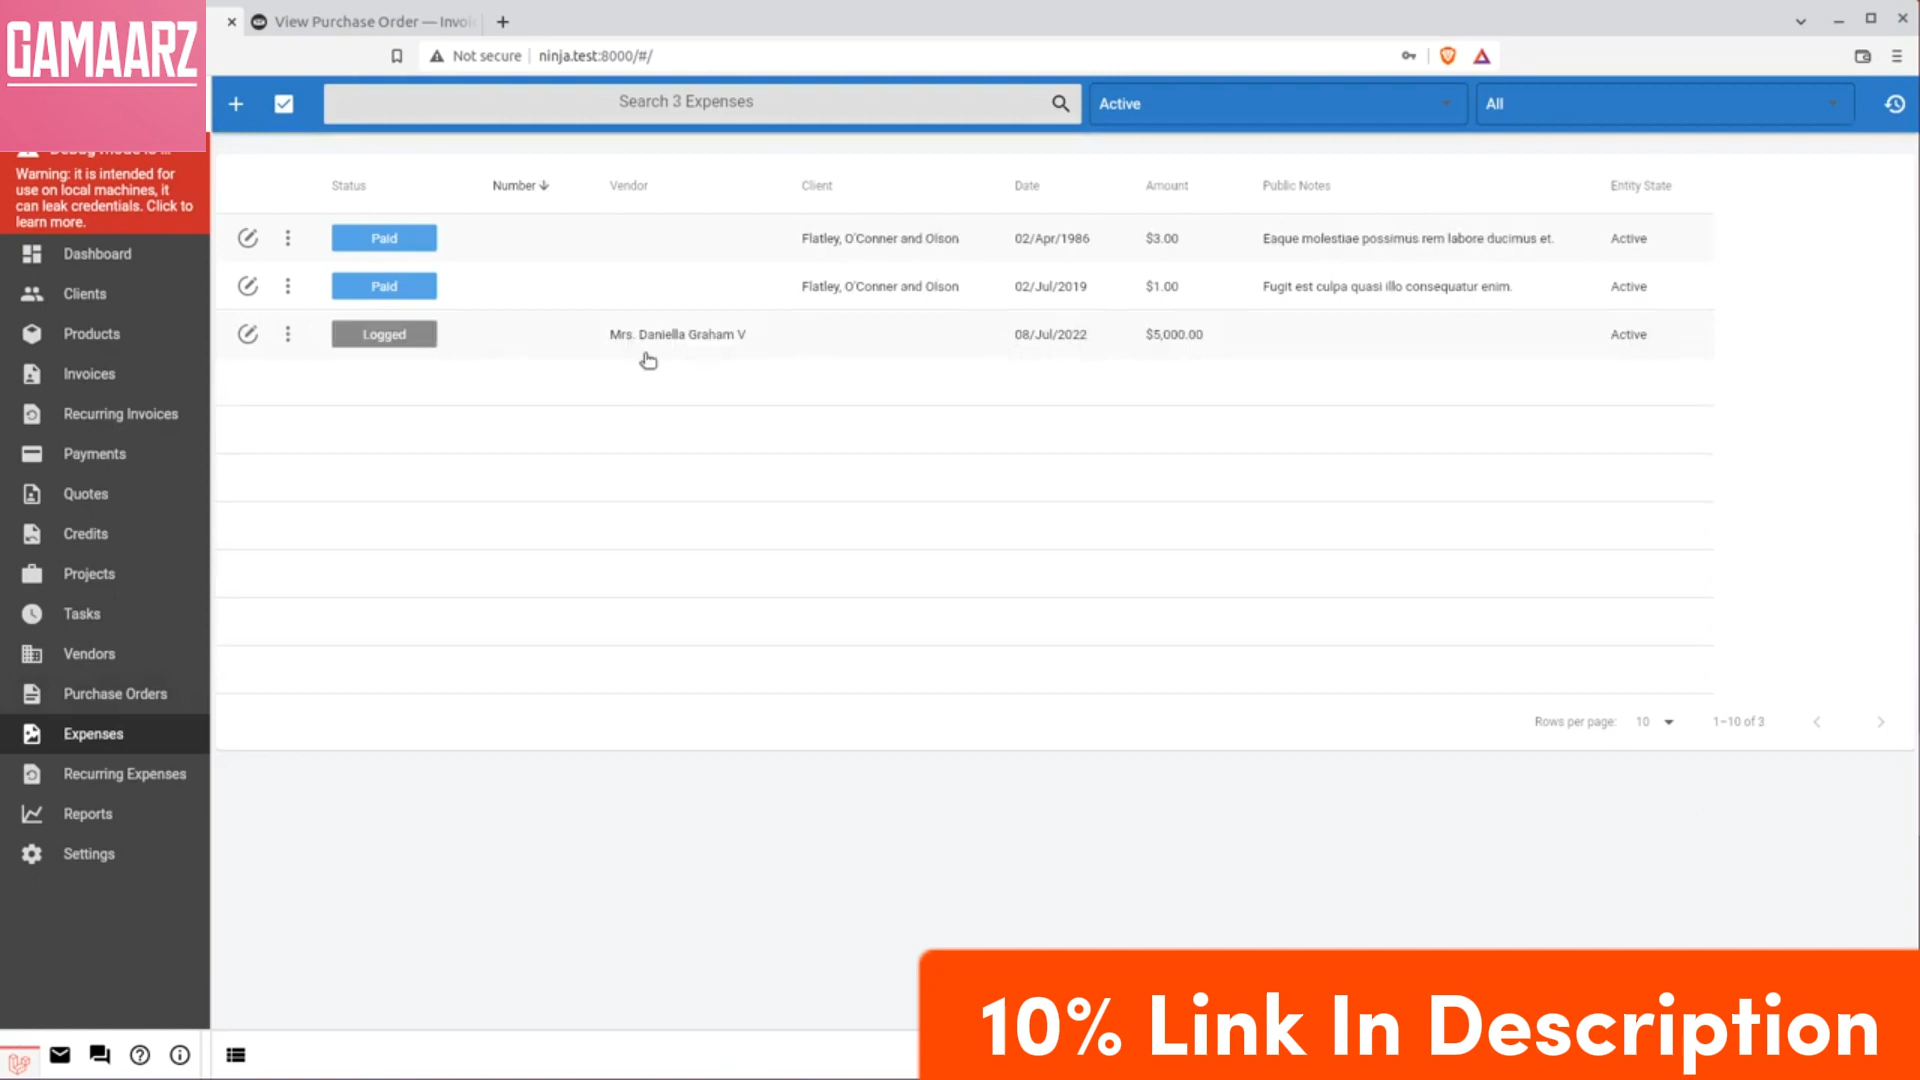 GAMAARZ
View Purchase Order — Invoi
Not secure
ninja.test:8000/#/
Search 3 Expenses
Active
All
Warning: it is intended for
use on local machines, it
can leak credentials. Click to
learn more.
Dashboard
Clients
Products
Invoices
Recurring Invoices
Payments
Quotes
Credits
Projects
Tasks
Vendors
Purchase Orders
Expenses
Recurring Expenses
Reports
Settings
Status Number Vendor Client Date Amount Public Notes Entity State
Paid Flatley, O'Conner and Olson 02/Apr/1986 $3.00 Eaque molestiae possimus rem labore ducimus et. Active
Paid Flatley, O'Conner and Olson 02/Jul/2019 $1.00 Fugit est culpa quasi illo consequatur enim. Active
Logged Mrs. Daniella Graham V 08/Jul/2022 $5,000.00 Active
Rows per page: 10 1–10 of 3
10% Link In Description